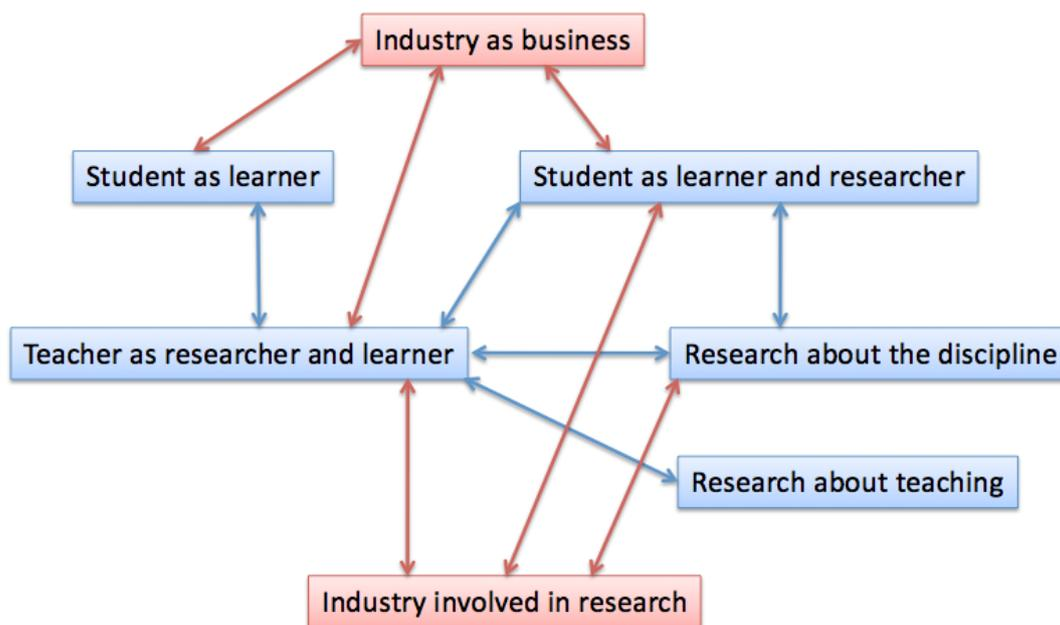 Industry as business
Student as learner
Student as learner and researcher
Teacher as researcher and learner
Research about the discipline
Research about teaching
Industry involved in research